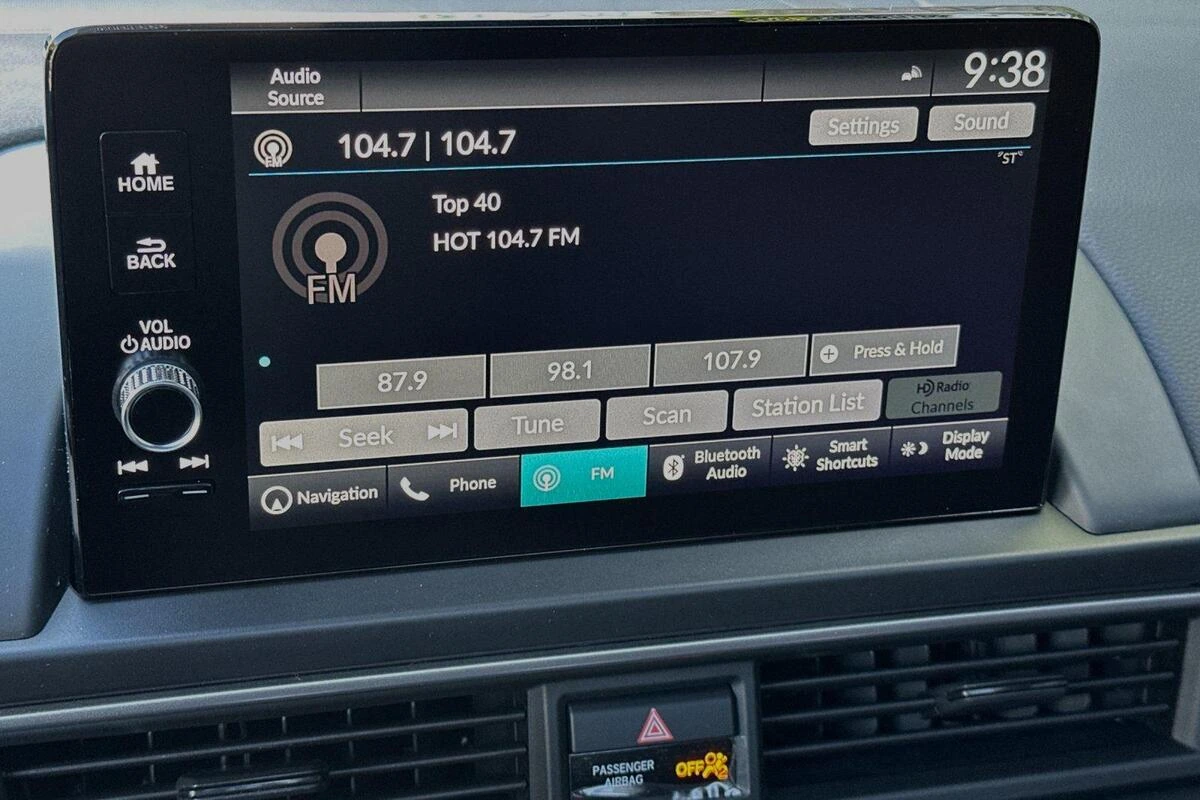 Audio
Source
9:38
FM
104.7 | 104.7
Settings
Sound
"ST"
HOME
BACK
VOL
AUDIO
Top 40
HOT 104.7 FM
FM
87.9
98.1
107.9
Press & Hold
Seek
Tune
Scan
Station List
HD Radio
Channels
Navigation
Phone
FM
Bluetooth
Audio
Smart
Shortcuts
Display
Mode
PASSENGER
AIRBAG
OFF
2